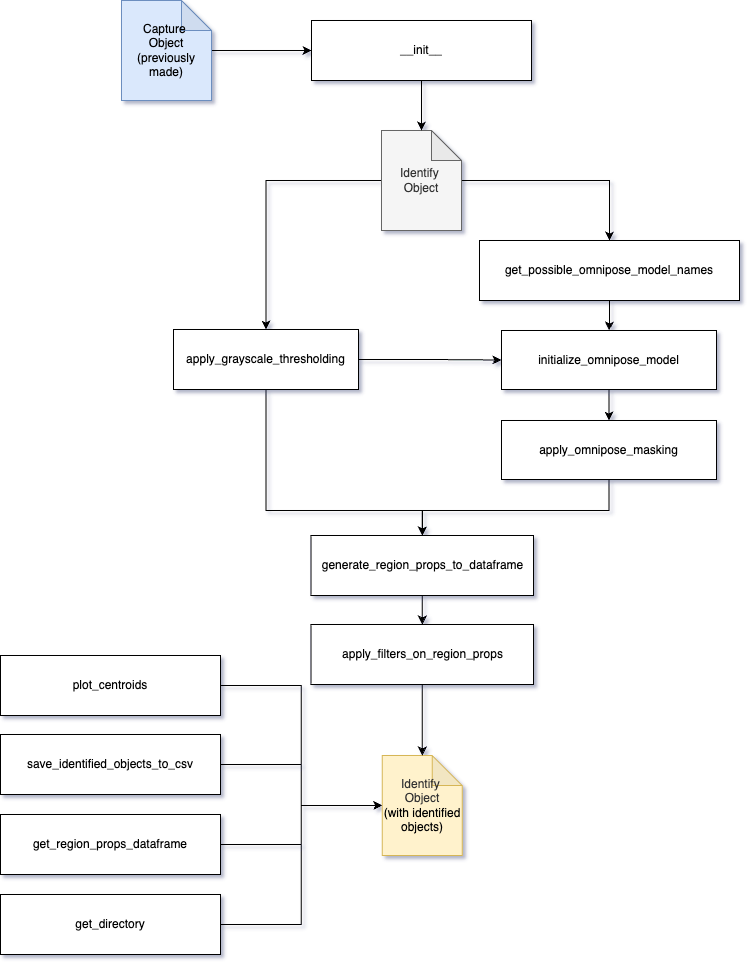 Capture
Object
(previously
made)
__init__
Identify
Object
get_possible_omnipose_model_names
apply_grayscale_thresholding
initialize_omnipose_model
apply_omnipose_masking
generate_region_props_to_dataframe
apply_filters_on_region_props
plot_centroids
save_identified_objects_to_csv
get_region_props_dataframe
get_directory
Identify
Object
(with identified
objects)